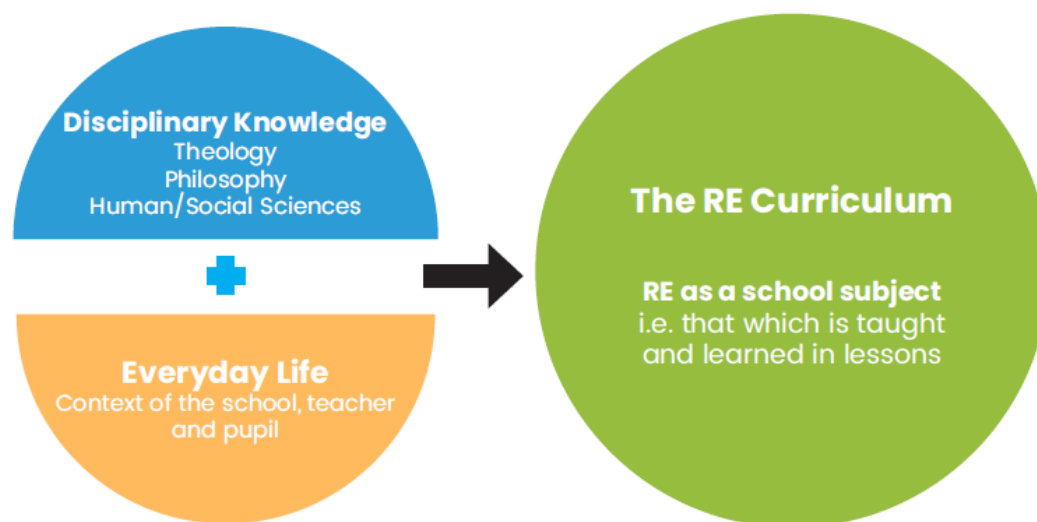 Disciplinary Knowledge
Theology
Philosophy
Human/Social Sciences
Everyday Life
Context of the school, teacher
and pupil
The RE Curriculum
RE as a school subject
i.e. that which is taught
and learned in lessons